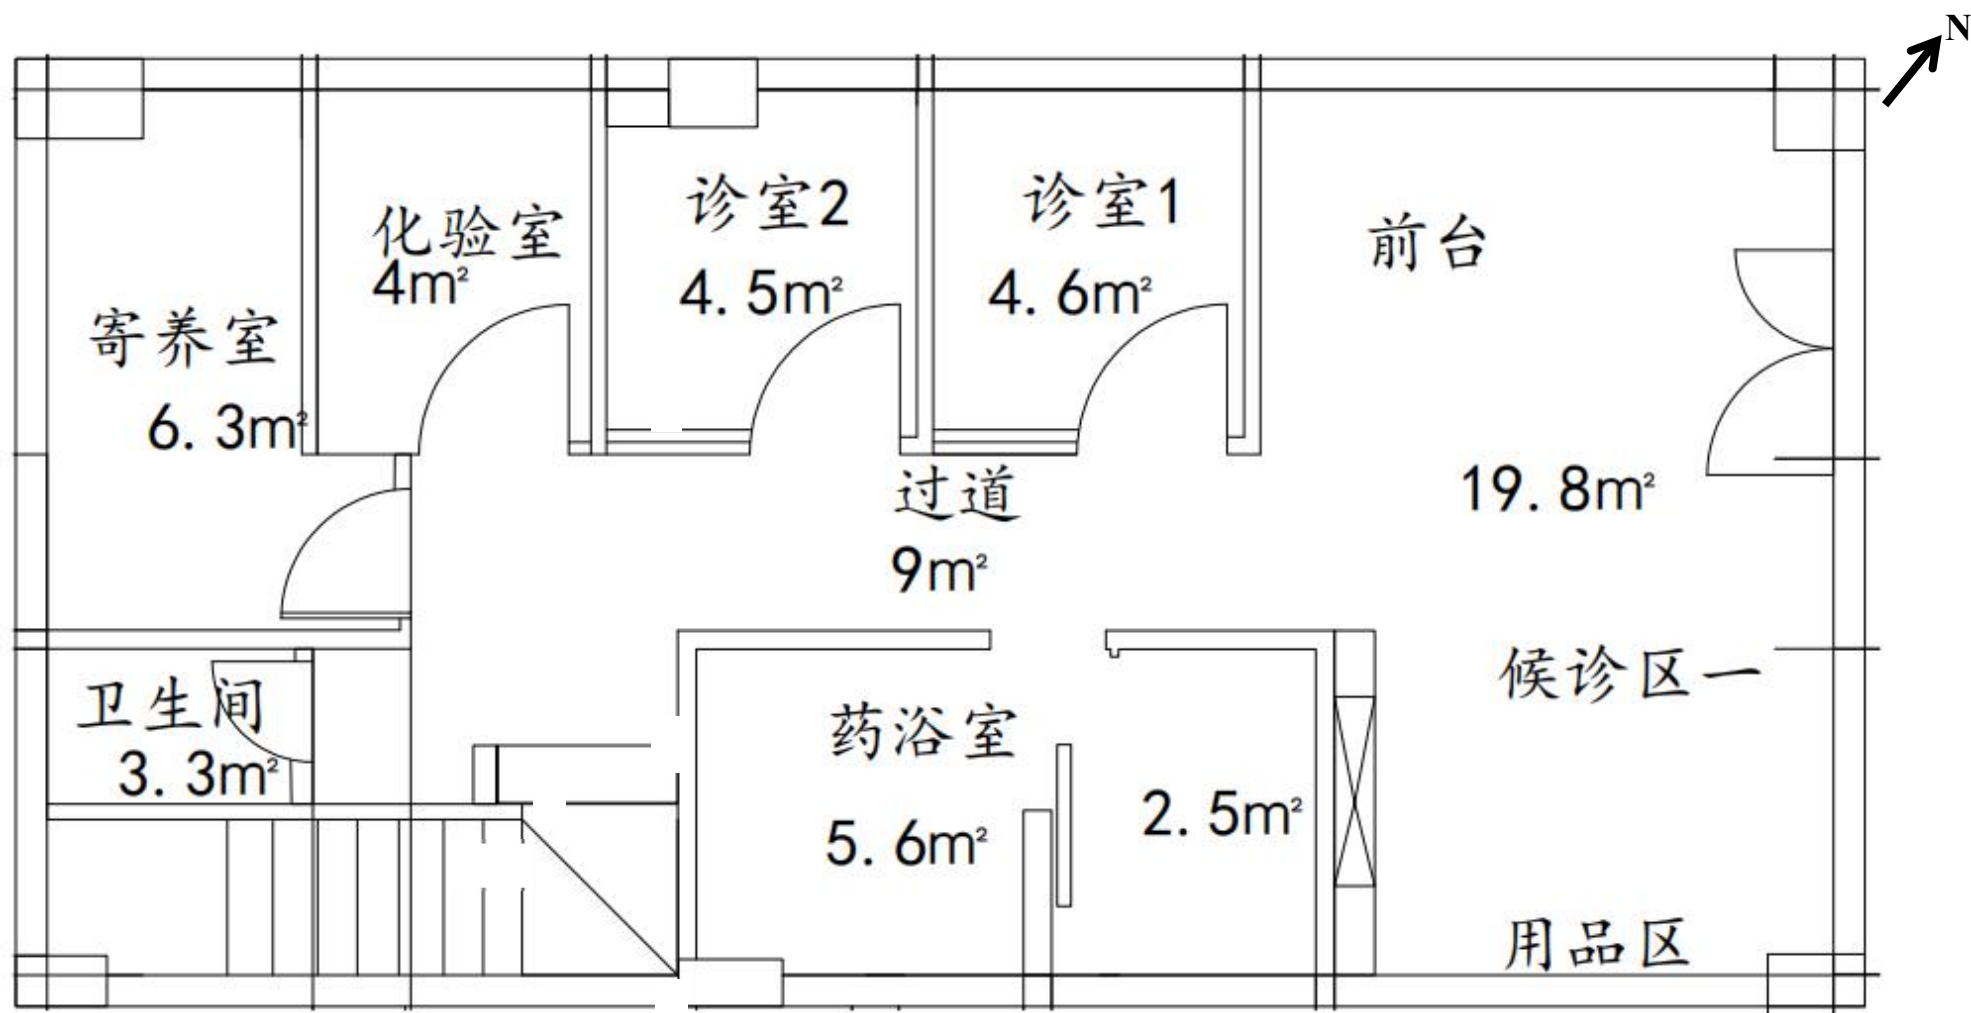 N
诊室2
诊室1
化验室
前台
4m²
4. 5m²
4. 6m²
寄养室
6. 3m²
过道
19. 8m²
9m²
候诊区一
卫生间
药浴室
3. 3m²
2. 5m²
5. 6m²
用品区